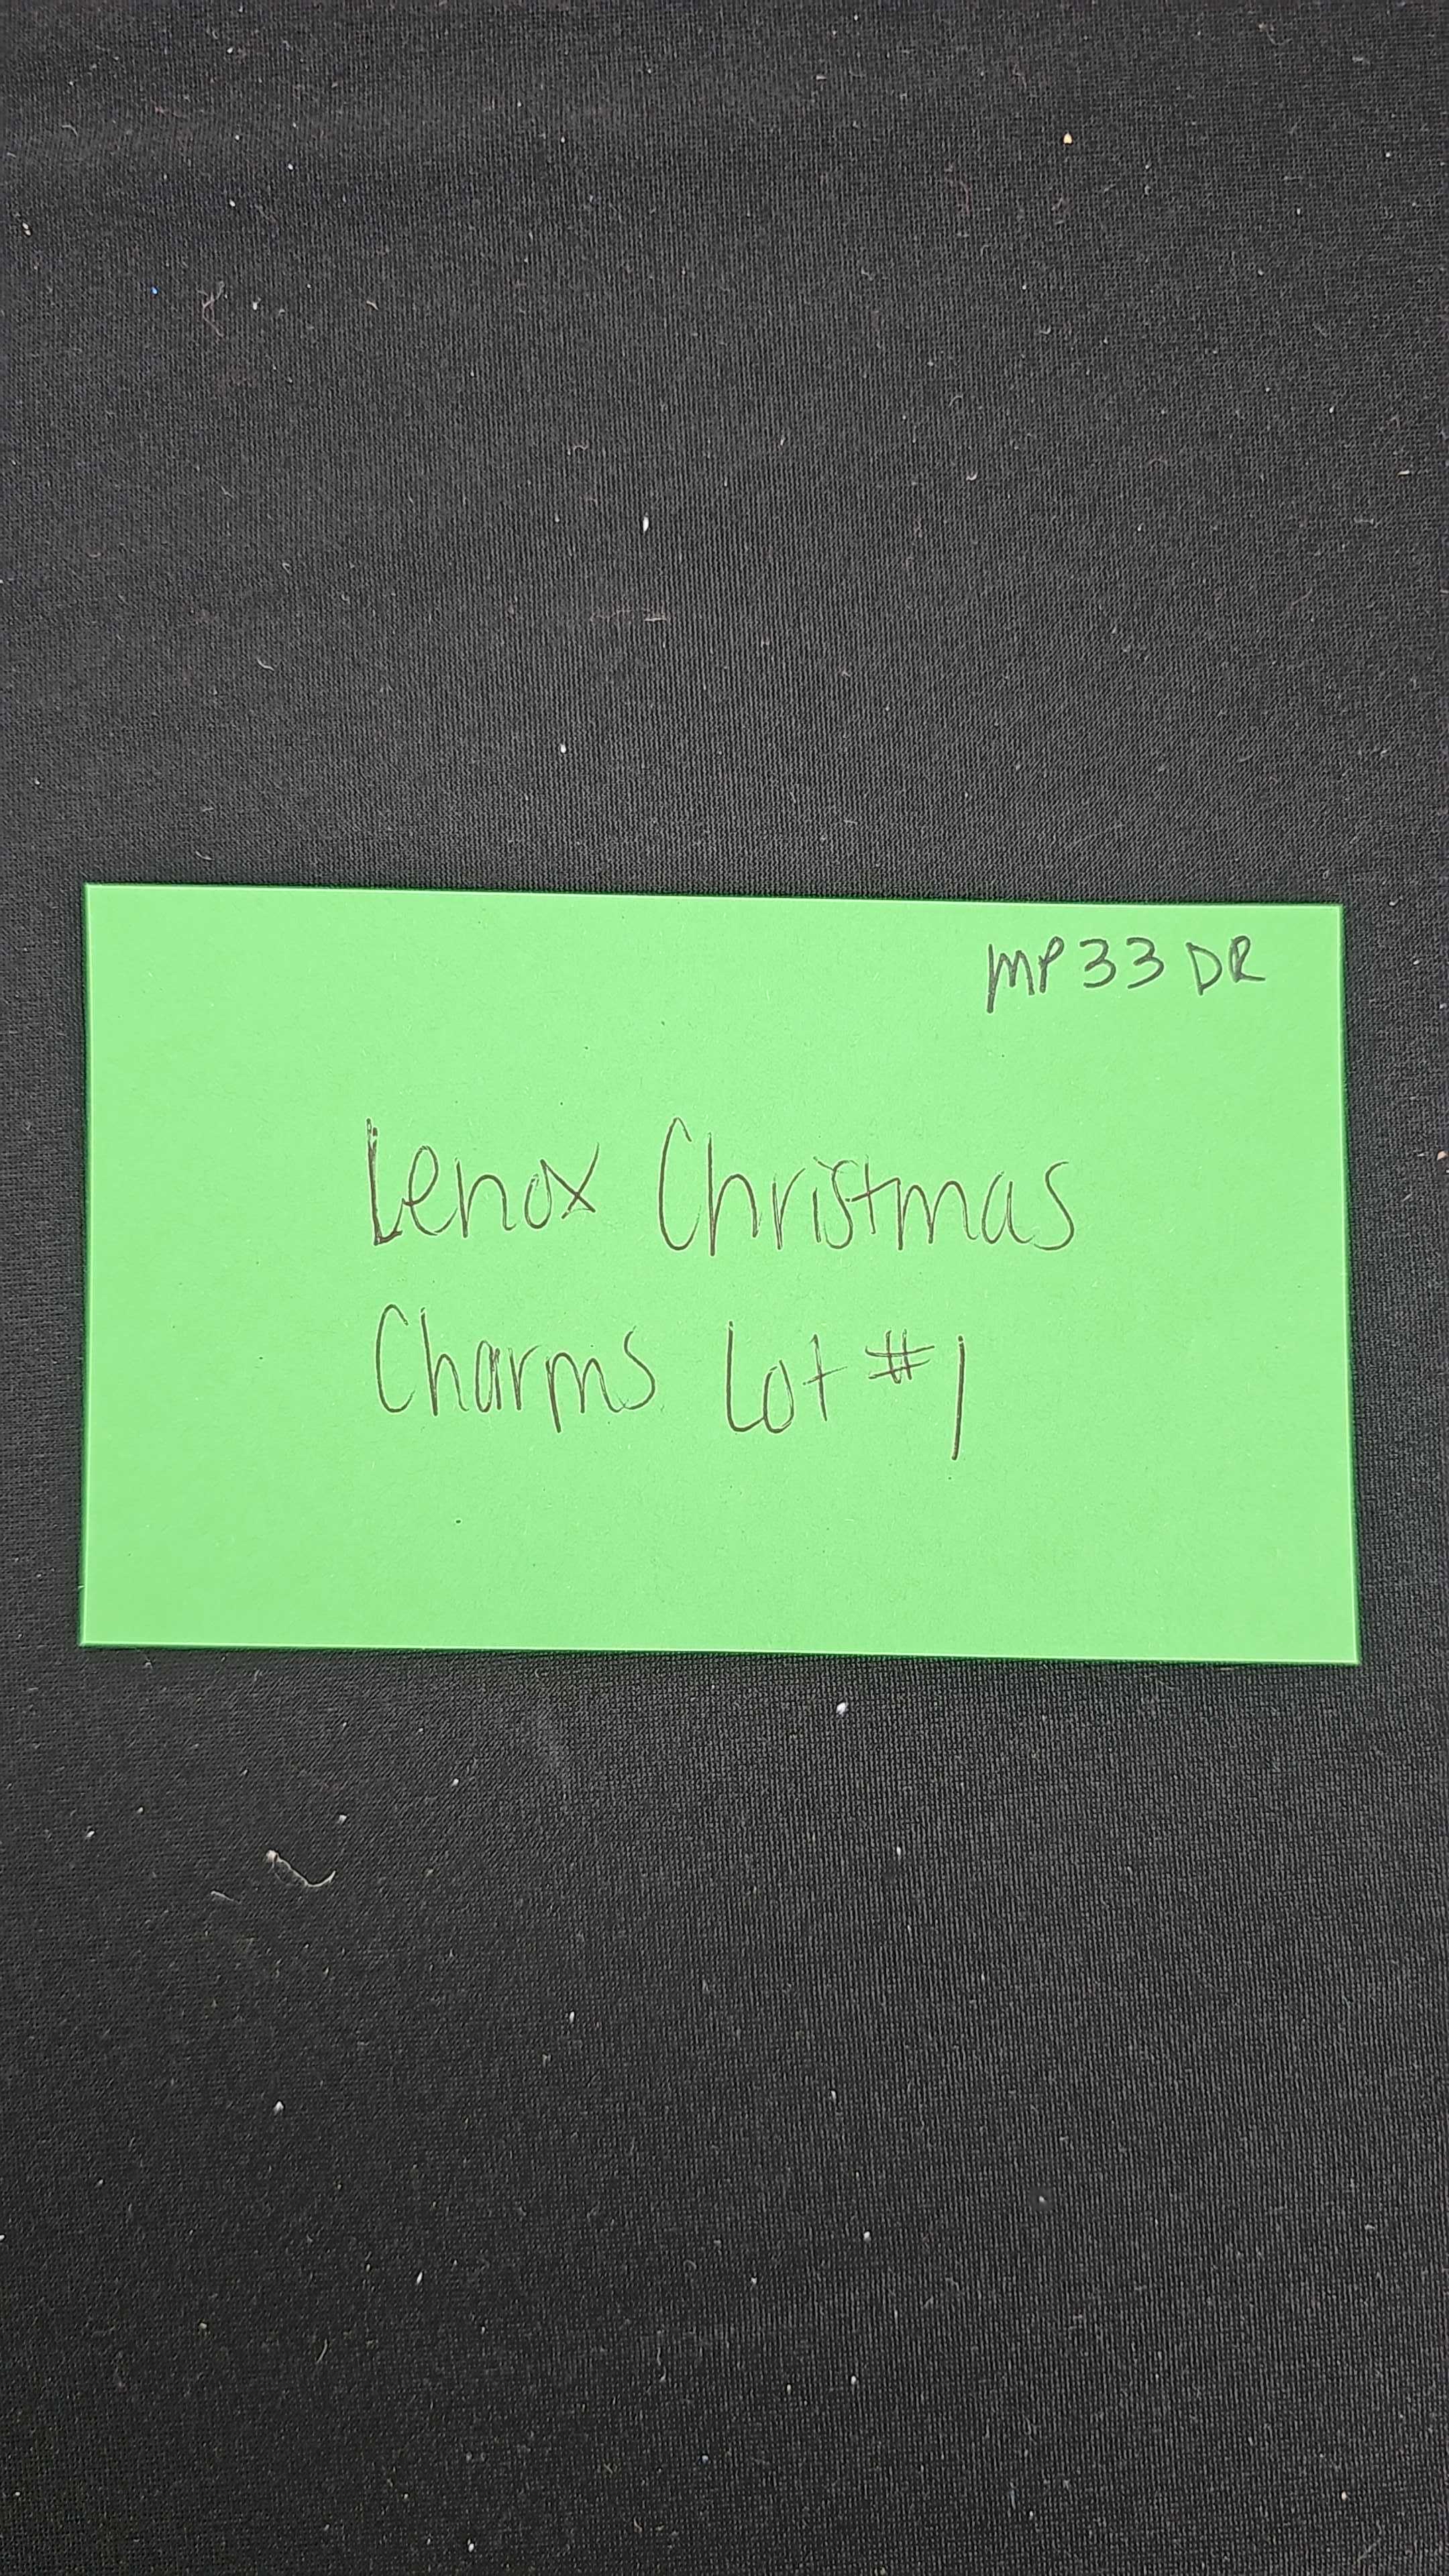 MP 33 DR
Lenox Christmas
Charms Lot #1